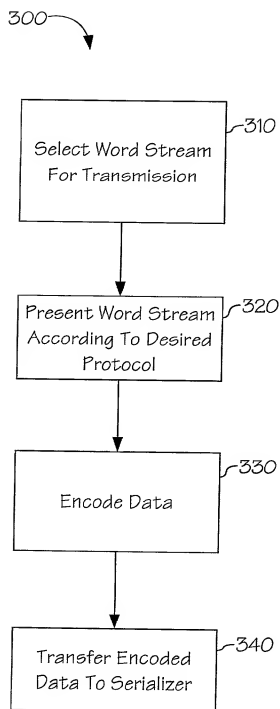 300
310
Select Word Stream
For Transmission
320
Present Word Stream
According To Desired
Protocol
330
Encode Data
340
Transfer Encoded
Data To Serializer